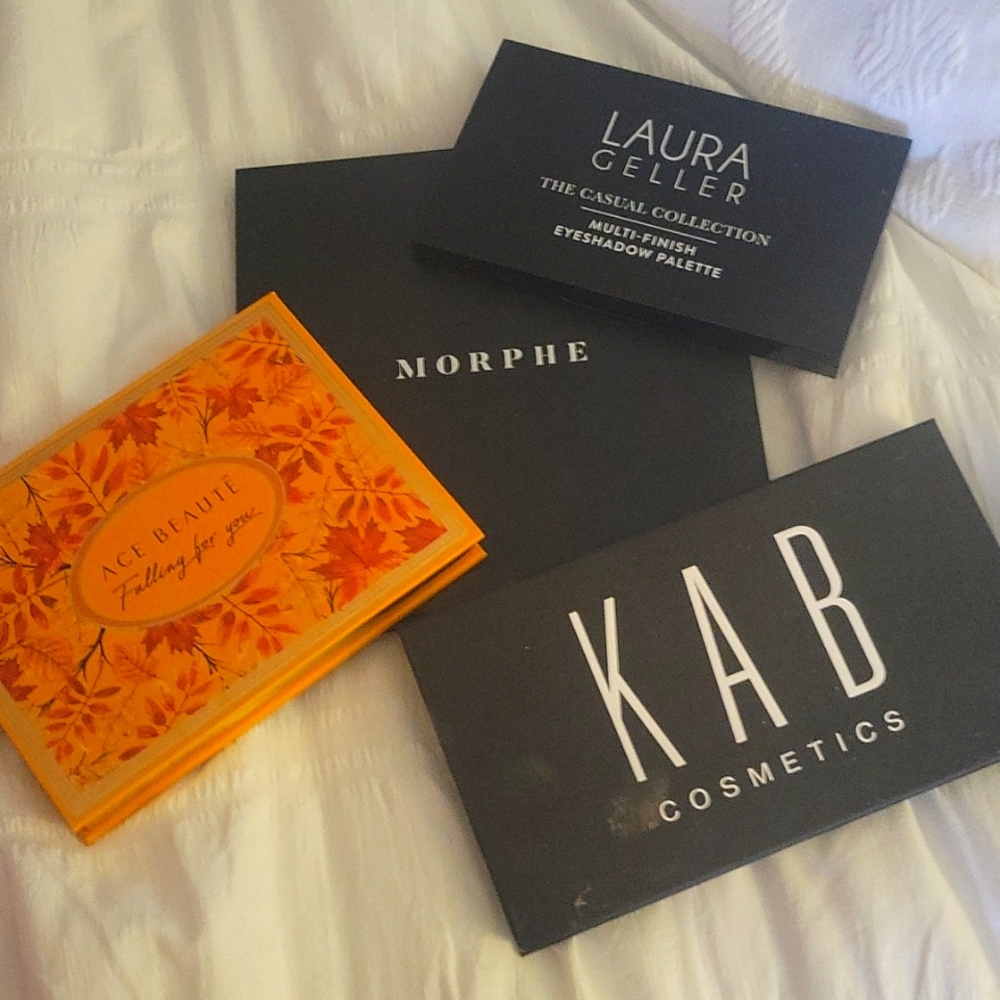 LAURA
GELLER
THE CASUAL COLLECTION
MULTI-FINISH
EYESHADOW PALETTE
MORPHE
ACE BEAUTÉ
Falling for you
KAB
COSMETICS